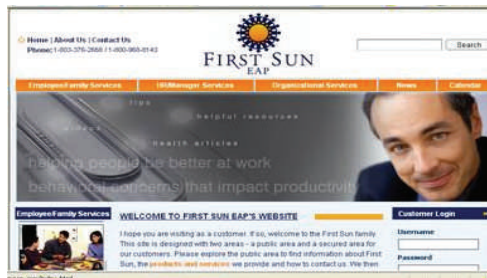 Home | About Us | Contact Us
Phone: 1-803-376-2668 / 1-800-968-8143
Search
FIRST SUN
EAP
Employee/Family Services
HR/Manager Services
Organizational Services
News
Calendar
tips
helpful resources
videos
health articles
helping people be better at work
behavioral concerns that impact productivity
Employee/Family Services
WELCOME TO FIRST SUN EAP'S WEBSITE
I hope you are visiting as a customer. If so, welcome to the First Sun family.
This site is designed with two areas - a public area and a secured area for
our customers. Please explore the public area to find information about First
Sun, the products and services we provide and how to contact us. We then
Customer Login
Username
Password